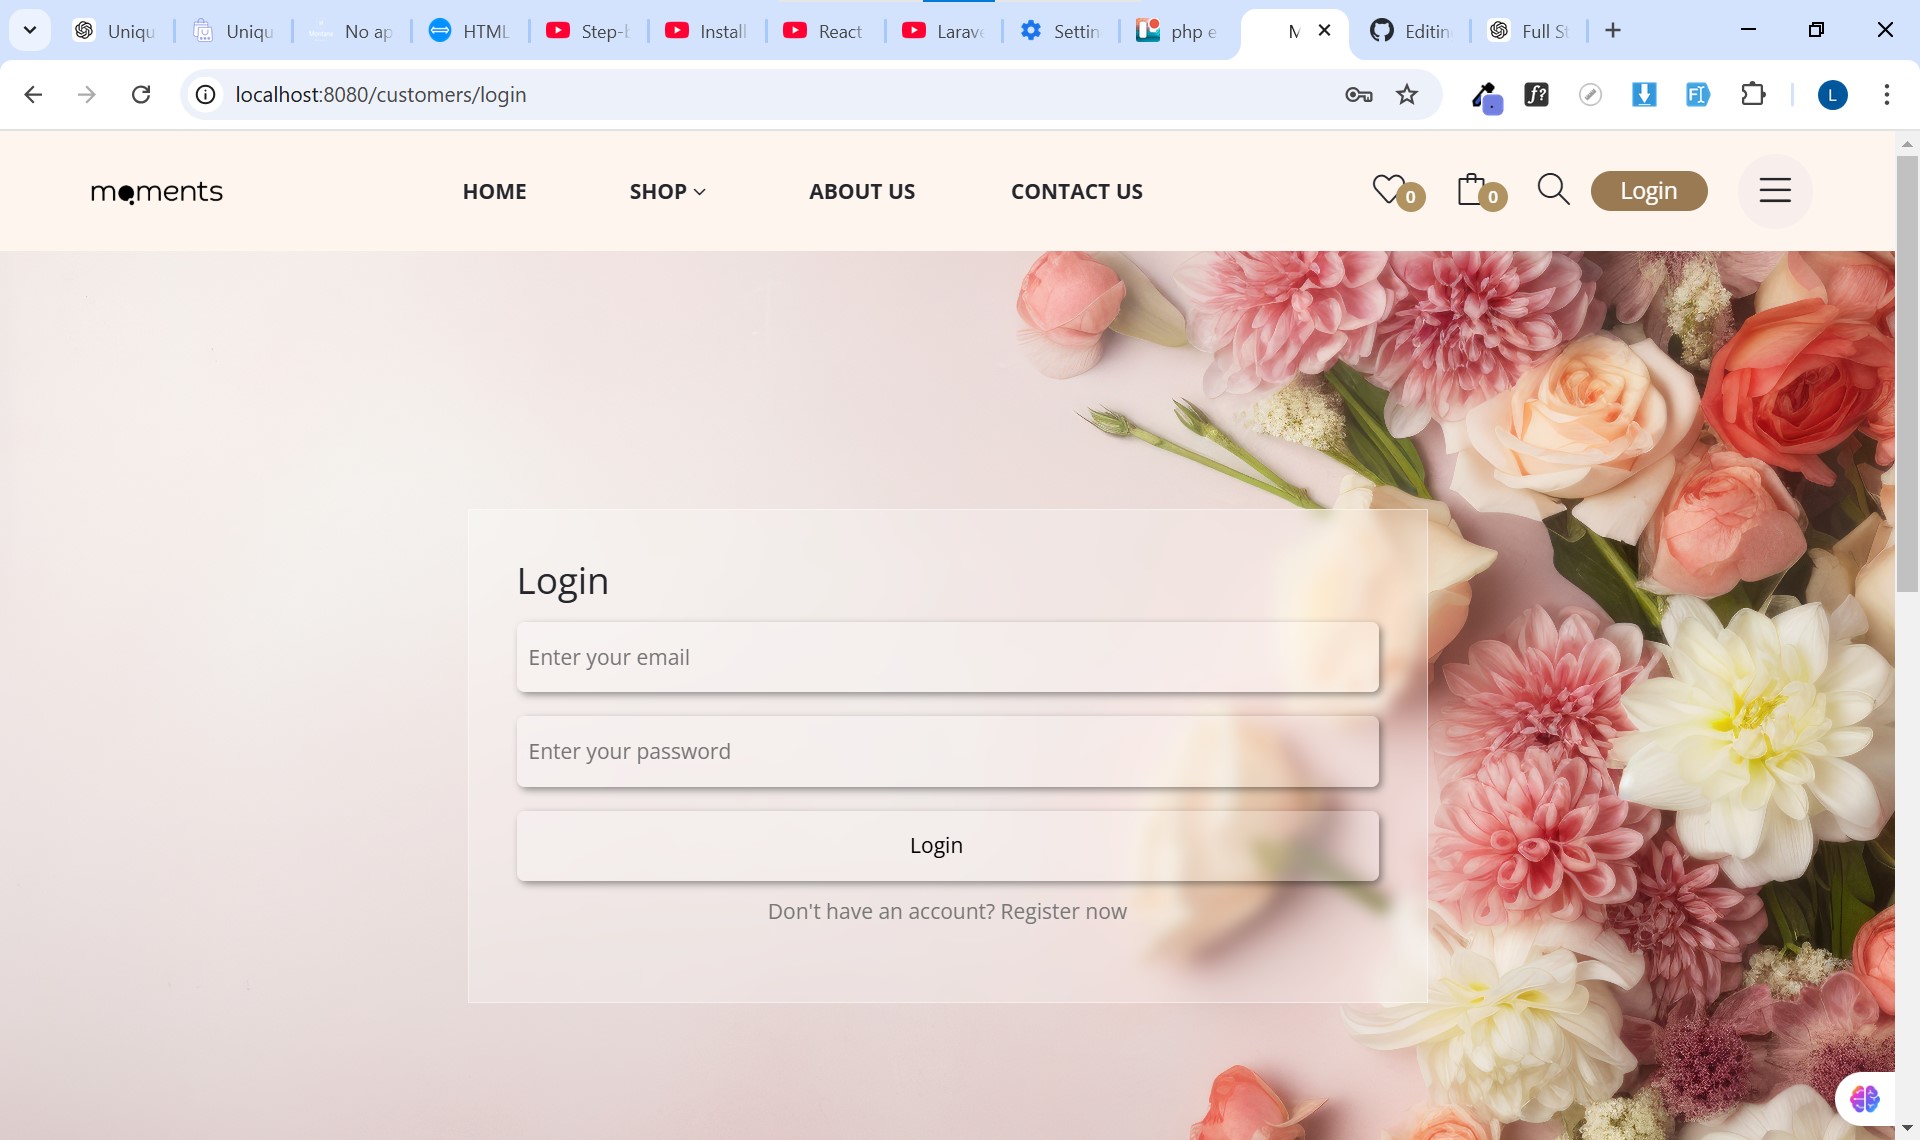 Uniqu
Uniqu
No ap
HTML
Step-b
Install
React
Larave
Settin
php e
M
Editin
Full St
localhost:8080/customers/login
L
moments
HOME
SHOP
ABOUT US
CONTACT US
0
0
Login
Login
Enter your email
Enter your password
Login
Don't have an account? Register now